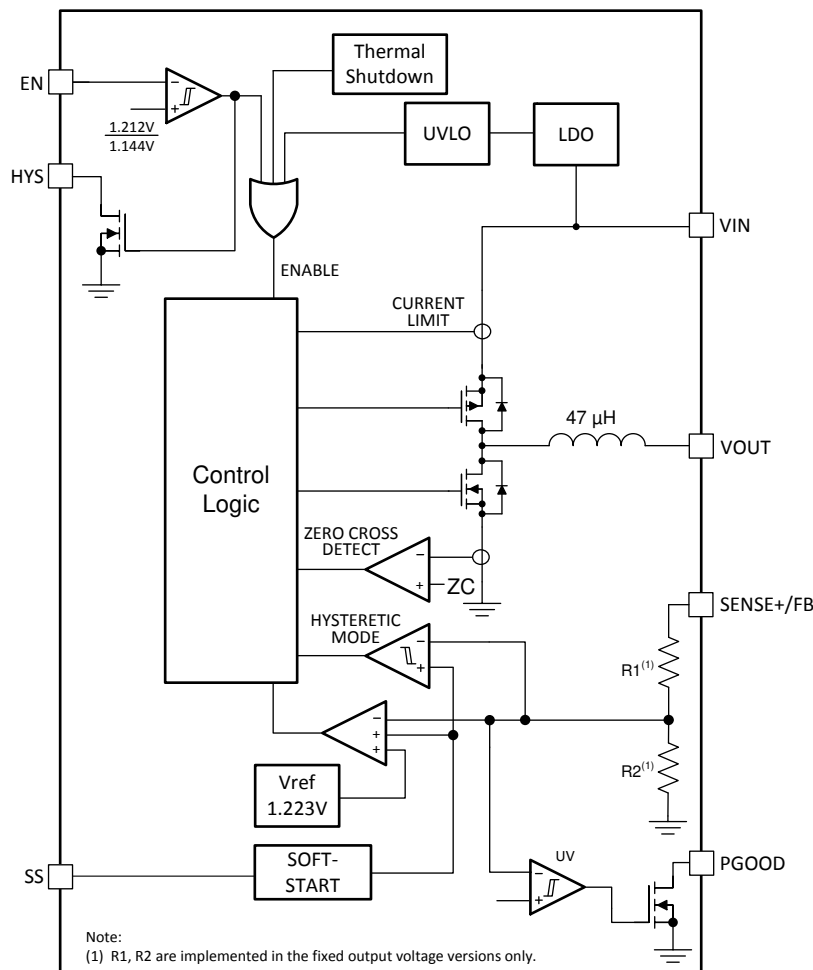 Thermal
Shutdown
EN
−
+
1.212V
1.144V
UVLO
LDO
HYS
VIN
ENABLE
CURRENT
LIMIT
47 µH
VOUT
Control
Logic
ZERO CROSS
DETECT
−
+
ZC
SENSE+/FB
HYSTERETIC
MODE
−
+
R1(1)
−
+
+
R2(1)
Vref
1.223V
UV
PGOOD
SS
SOFT-
START
−
+
Note:
(1) R1, R2 are implemented in the fixed output voltage versions only.